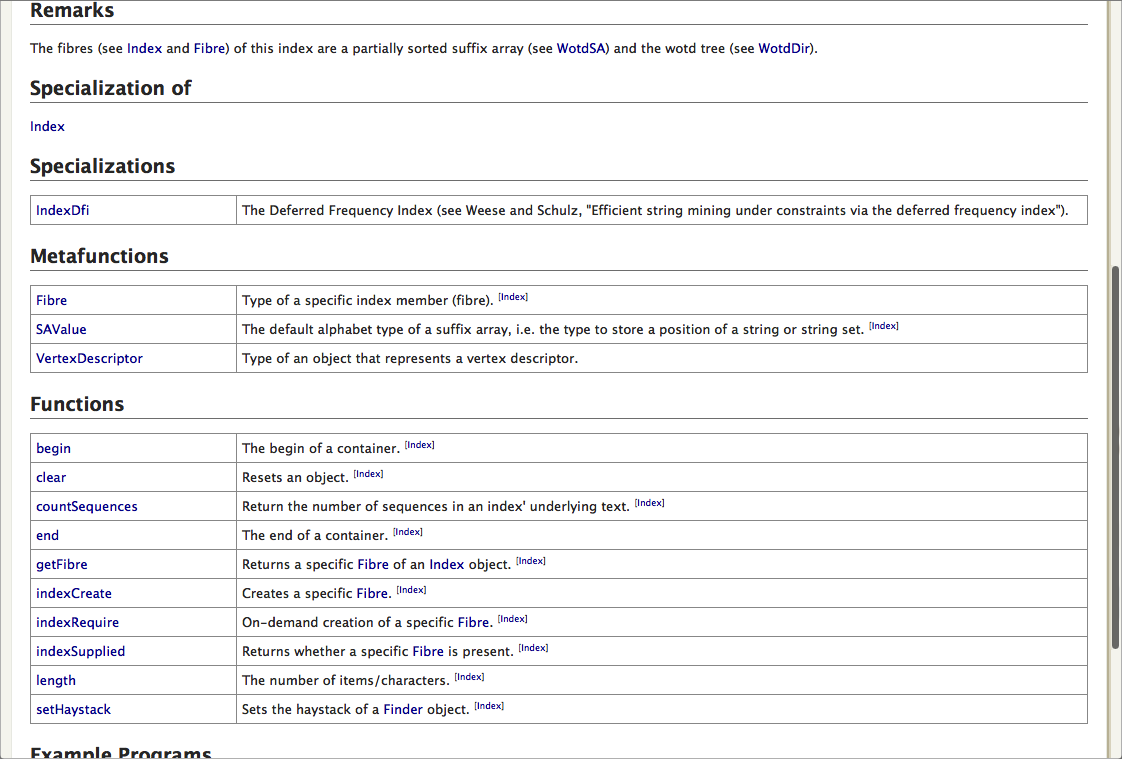 Remarks
The fibres (see Index and Fibre) of this index are a partially sorted suffix array (see WotdSA) and the wotd tree (see WotdDir).
Specialization of
Index
Specializations
IndexDfi The Deferred Frequency Index (see Weese and Schulz, "Efficient string mining under constraints via the deferred frequency index").
Metafunctions
Fibre Type of a specific index member (fibre). [Index]
SAValue The default alphabet type of a suffix array, i.e. the type to store a position of a string or string set. [Index]
VertexDescriptor Type of an object that represents a vertex descriptor.
Functions
begin The begin of a container. [Index]
clear Resets an object. [Index]
countSequences Return the number of sequences in an index' underlying text. [Index]
end The end of a container. [Index]
getFibre Returns a specific Fibre of an Index object. [Index]
indexCreate Creates a specific Fibre. [Index]
indexRequire On-demand creation of a specific Fibre. [Index]
indexSupplied Returns whether a specific Fibre is present. [Index]
length The number of items/characters. [Index]
setHaystack Sets the haystack of a Finder object. [Index]
Example Programs